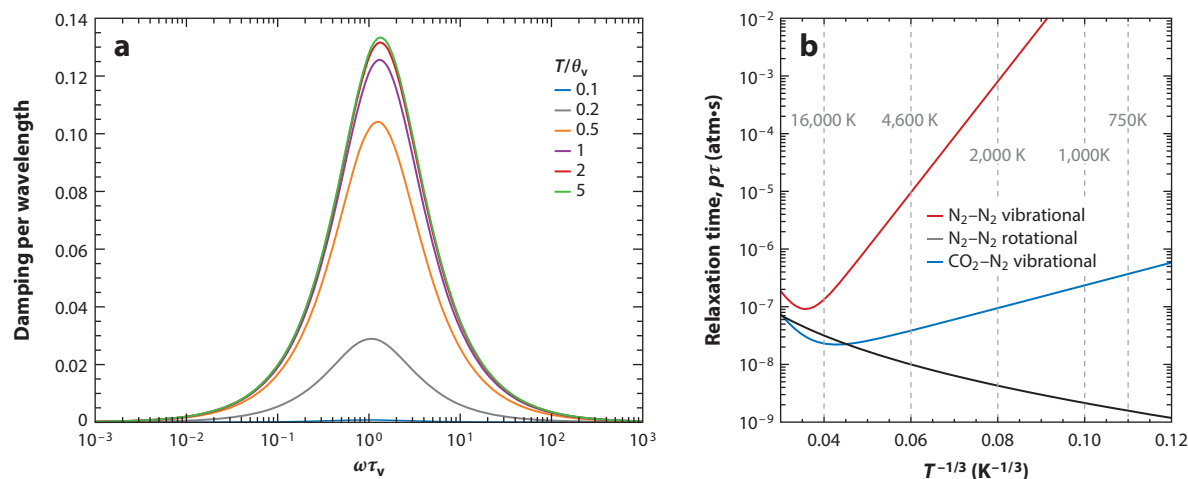 a
0.14
0.12
0.10
0.08
0.06
0.04
0.02
0
Damping per wavelength
10⁻³
10⁻²
10⁻¹
10⁰
10¹
10²
10³
ωτᵥ
T/θᵥ
0.1
0.2
0.5
1
2
5
b
10⁻²
10⁻³
10⁻⁴
10⁻⁵
10⁻⁶
10⁻⁷
10⁻⁸
10⁻⁹
Relaxation time, pτ (atm•s)
16,000 K
4,600 K
2,000 K
1,000K
750K
N₂–N₂ vibrational
N₂–N₂ rotational
CO₂–N₂ vibrational
0.04
0.06
0.08
0.10
0.12
T⁻¹/³ (K⁻¹/³)